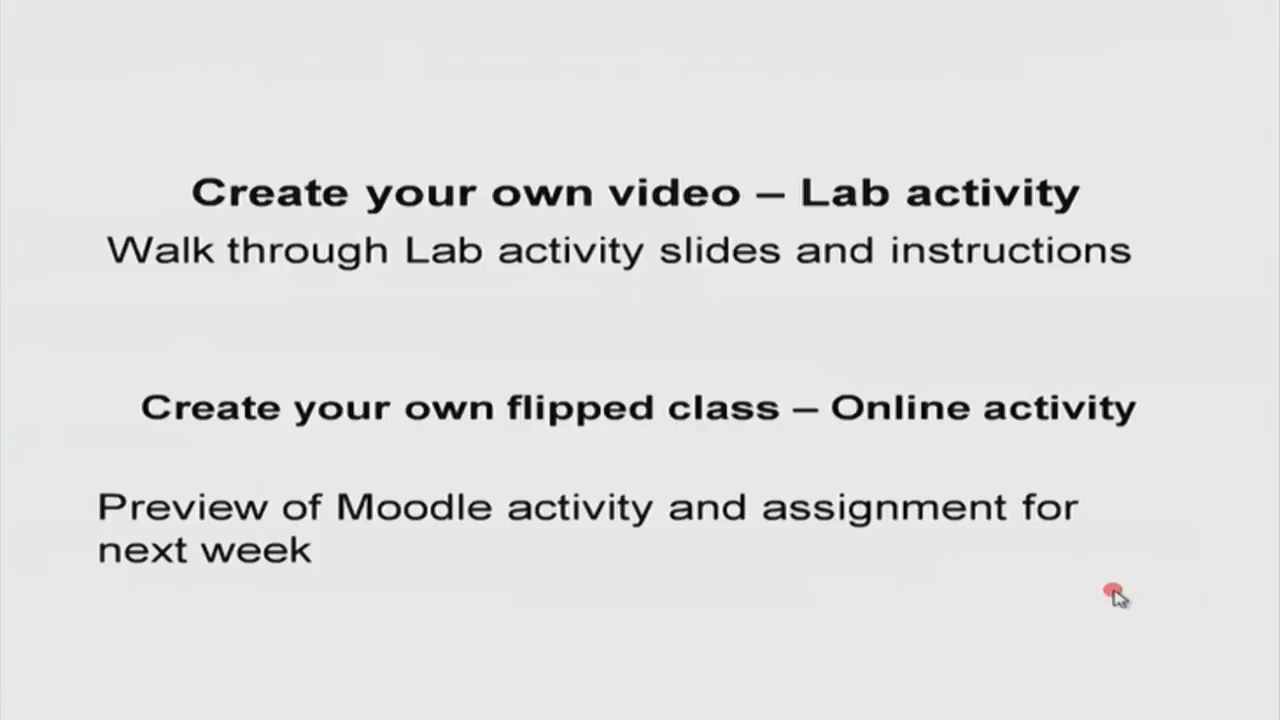 Create your own video – Lab activity
Walk through Lab activity slides and instructions
Create your own flipped class – Online activity
Preview of Moodle activity and assignment for
next week